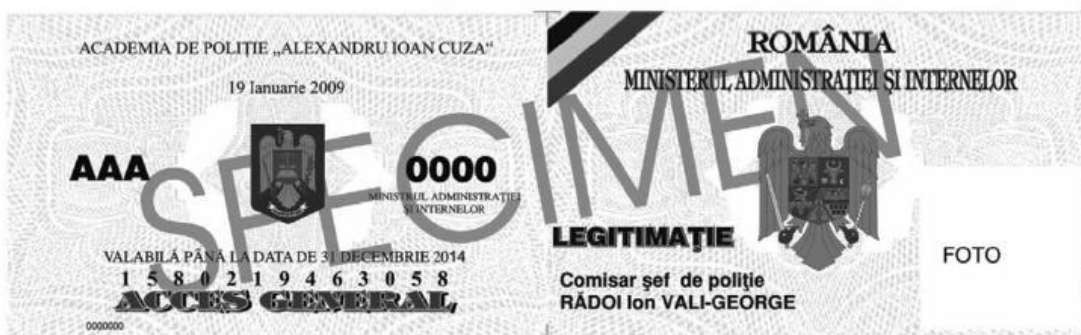 ACADEMIA DE POLIȚIE „ALEXANDRU IOAN CUZA“
19 Ianuarie 2009
AAA
0000
MINISTRUL ADMINISTRAȚIEI
ȘI INTERNELOR
VALABILĂ PÂNĂ LA DATA DE 31 DECEMBRIE 2014
1 5 8 0 2 1 9 4 6 3 0 5 8
ACCES GENERAL
0000000
SPECIMEN
ROMÂNIA
MINISTERUL ADMINISTRAȚIEI ȘI INTERNELOR
LEGITIMAȚIE
Comisar șef de poliție
RĂDOI Ion VALI-GEORGE
FOTO